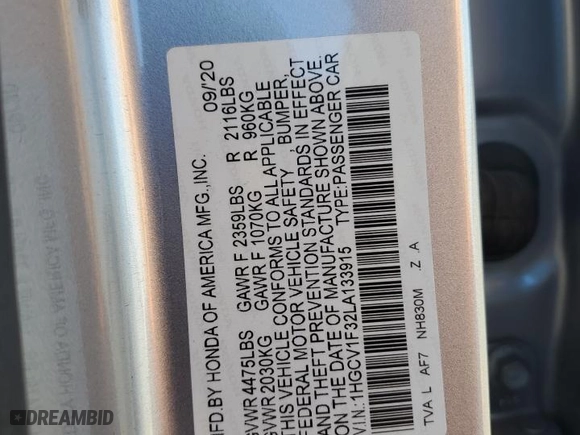 MFD.BY HONDA OF AMERICA MFG.,INC. 09/'20
GVWR 4475LBS GAWR F 2359LBS R 2116LBS
GVWR 2030KG GAWR F 1070KG R 960KG
THIS VEHICLE CONFORMS TO ALL APPLICABLE
FEDERAL MOTOR VEHICLE SAFETY, BUMPER,
AND THEFT PREVENTION STANDARDS IN EFFECT
ON THE DATE OF MANUFACTURE SHOWN ABOVE.
V.I.N.:1HGCV1F32LA133915 TYPE:PASSENGER CAR
TVA L AF7 NH830M Z A
DREAMBID